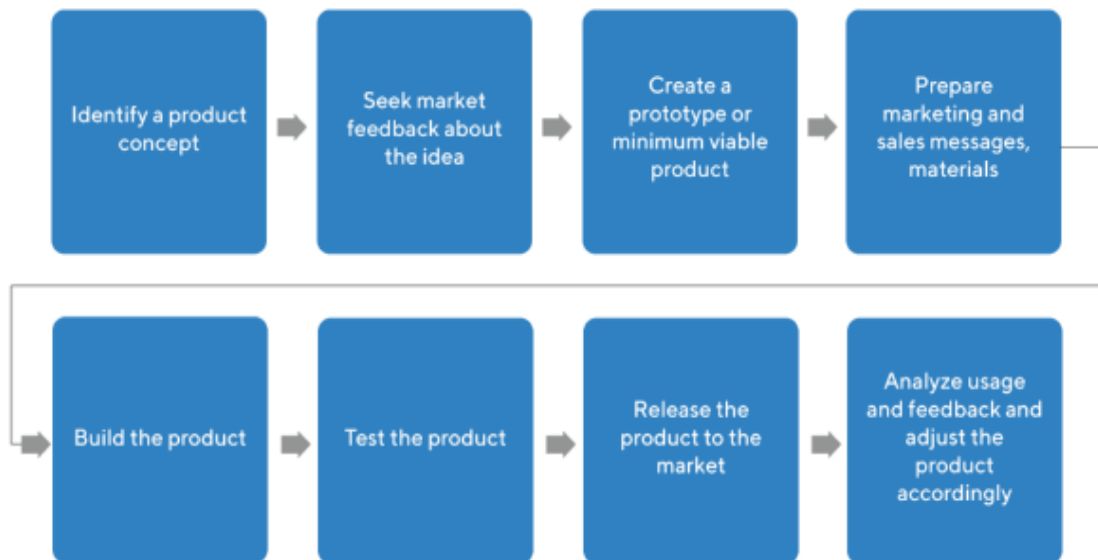 Identify a product
concept
Seek market
feedback about
the idea
Create a
prototype or
minimum viable
product
Prepare
marketing and
sales messages,
materials
Build the product
Test the product
Release the
product to the
market
Analyze usage
and feedback and
adjust the
product
accordingly